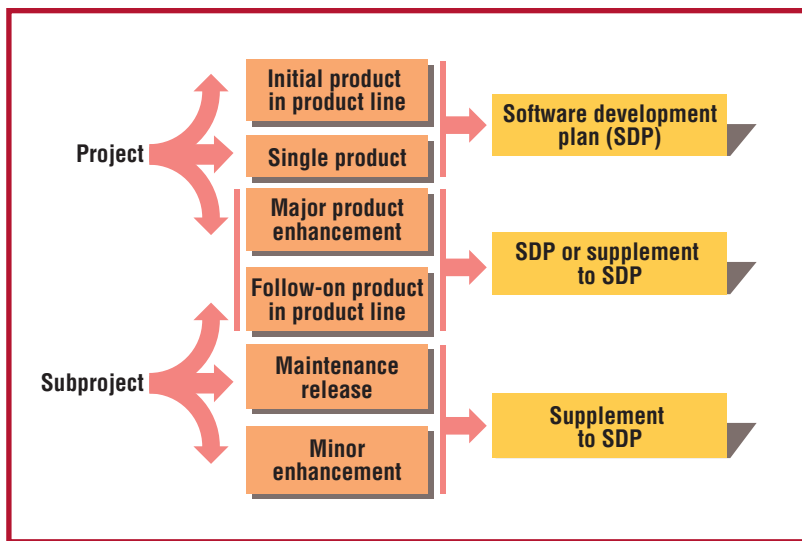 Project
Subproject
Initial product
in product line
Single product
Major product
enhancement
Follow-on product
in product line
Maintenance
release
Minor
enhancement
Software development
plan (SDP)
SDP or supplement
to SDP
Supplement
to SDP